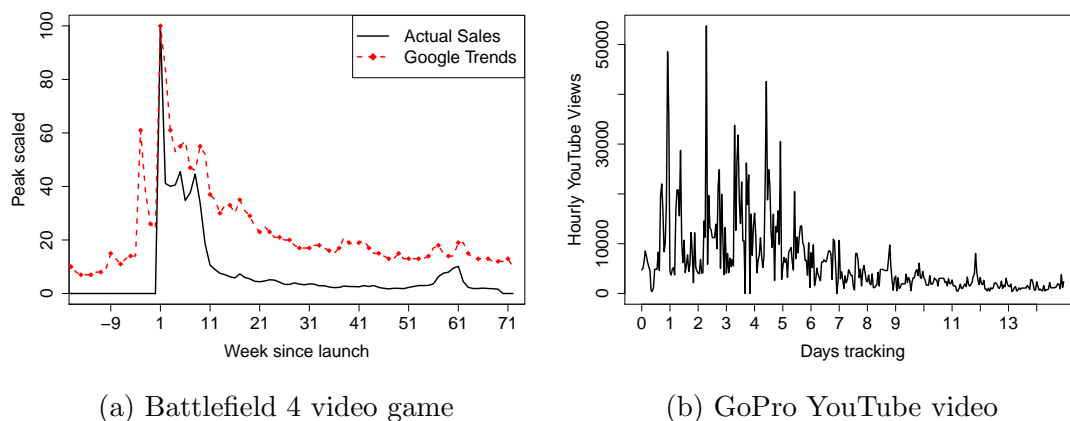 Peak scaled
0
20
40
60
80
100
Actual Sales
Google Trends
−9 1 11 21 31 41 51 61 71
Week since launch
(a) Battlefield 4 video game
Hourly YouTube Views
0
10000
30000
50000
0 1 2 3 4 5 6 7 8 9 11 13
Days tracking
(b) GoPro YouTube video